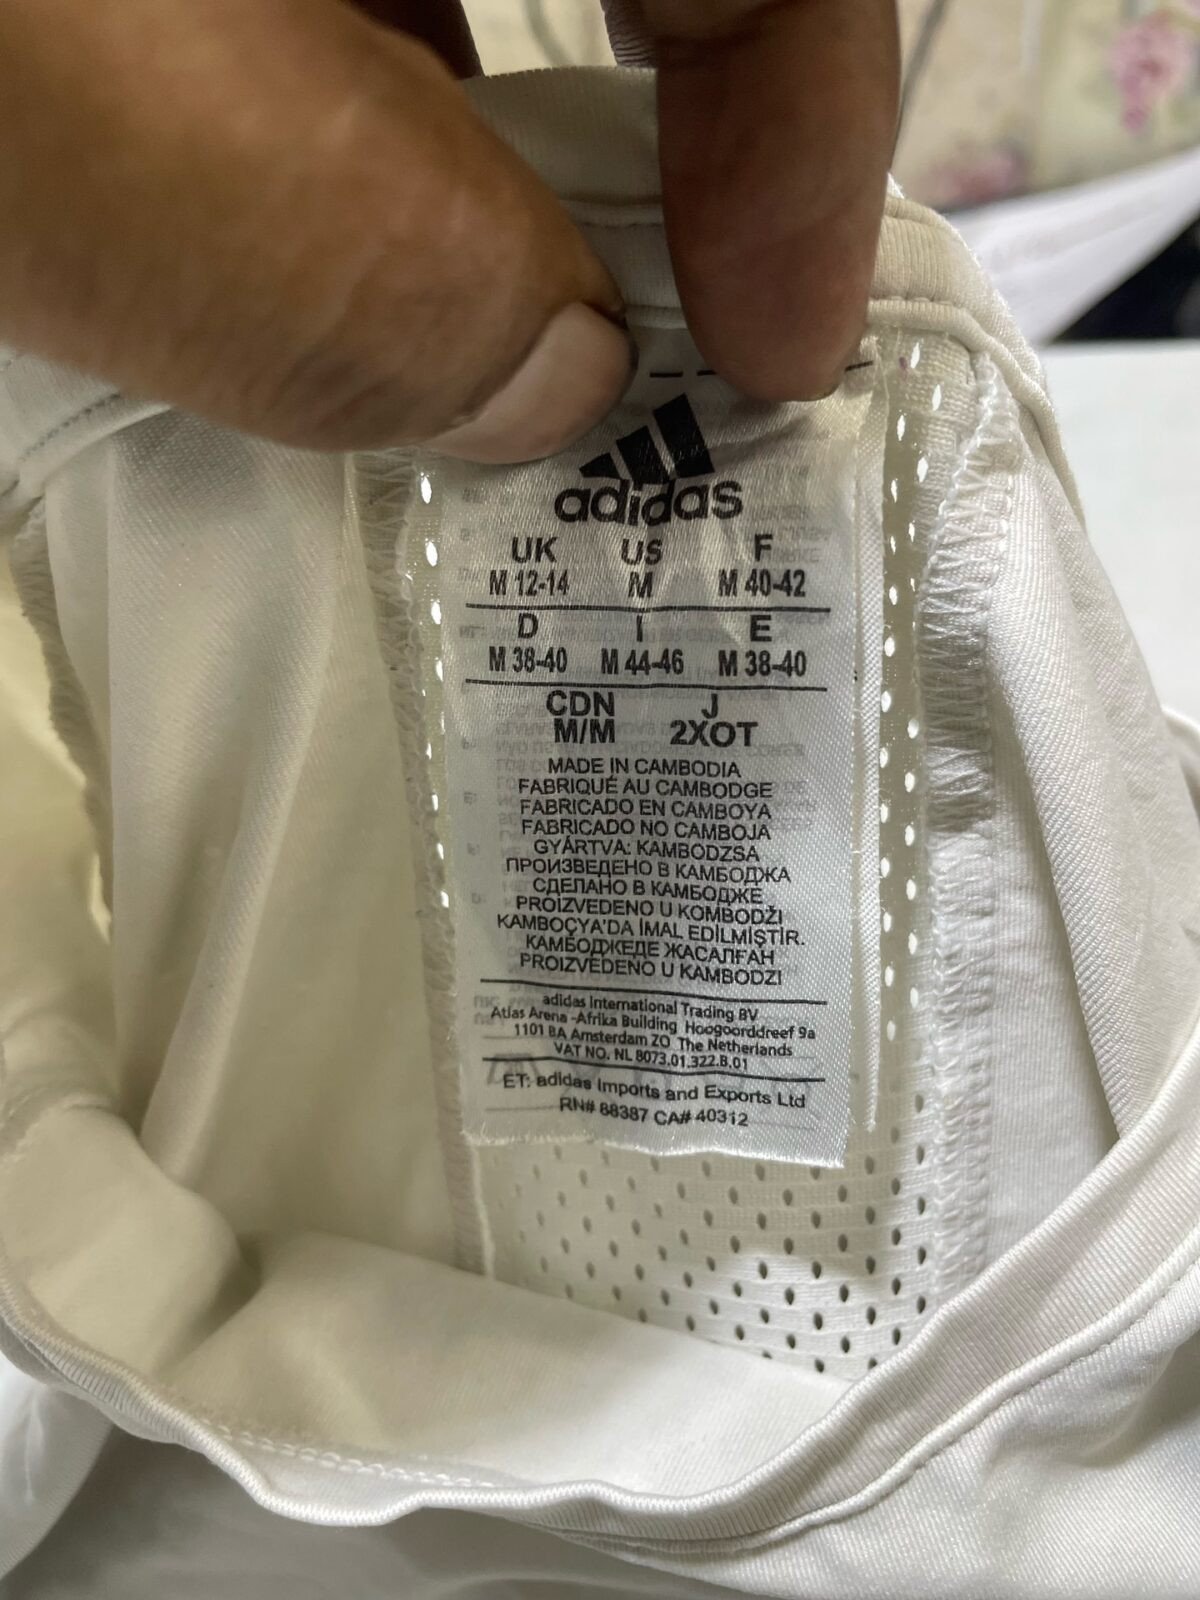 adidas
UK US F
M 12-14 M M 40-42
D I E
M 38-40 M 44-46 M 38-40
CDN J
M/M 2XOT
MADE IN CAMBODIA
FABRIQUÉ AU CAMBODGE
FABRICADO EN CAMBOYA
FABRICADO NO CAMBOJA
GYÁRTVA: KAMBODZSA
ПРОИЗВЕДЕНО В КАМБОДЖА
СДЕЛАНО В КАМБОДЖЕ
PROIZVEDENO U KOMBODŽI
KAMBOÇYA'DA İMAL EDİLMİŞTİR.
КАМБОДЖЕДЕ ЖАСАЛҒАН
PROIZVEDENO U KAMBODZI
adidas International Trading BV
Atlas Arena -Afrika Building Hoogoorddreef 9a
1101 BA Amsterdam ZO The Netherlands
VAT NO. NL 8073.01.322.B.01
ET: adidas Imports and Exports Ltd
RN# 88387 CA# 40312